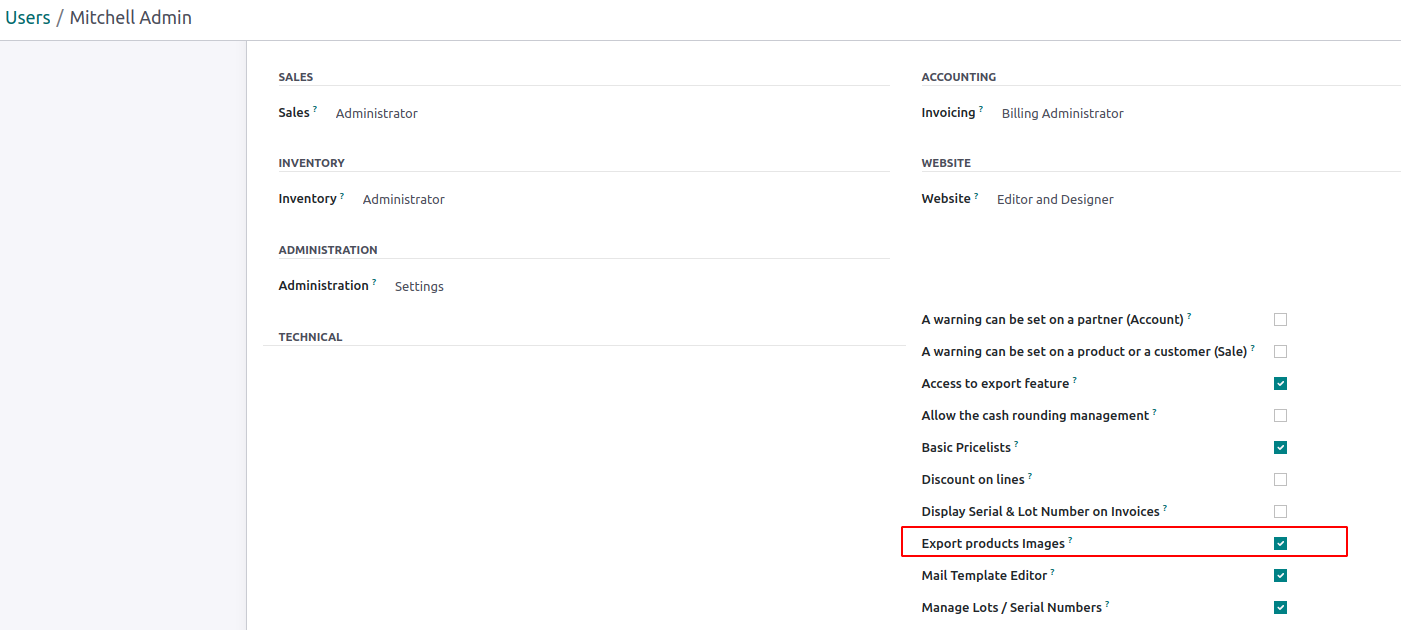 Users / Mitchell Admin
SALES
Sales ? Administrator
ACCOUNTING
Invoicing ? Billing Administrator
INVENTORY
Inventory ? Administrator
WEBSITE
Website ? Editor and Designer
ADMINISTRATION
Administration ? Settings
TECHNICAL
A warning can be set on a partner (Account) ?
A warning can be set on a product or a customer (Sale) ?
Access to export feature ?
Allow the cash rounding management ?
Basic Pricelists ?
Discount on lines ?
Display Serial & Lot Number on Invoices ?
Export products Images ?
Mail Template Editor ?
Manage Lots / Serial Numbers ?